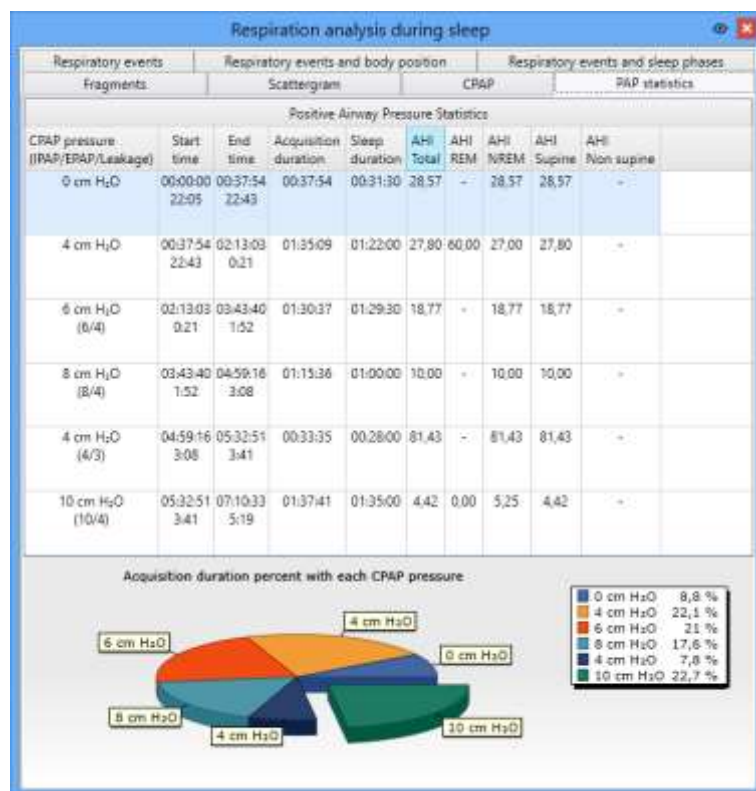 Respiration analysis during sleep
Respiratory events
Respiratory events and body position
Respiratory events and sleep phases
Fragments
Scattergram
CPAP
PAP statistics
Positive Airway Pressure Statistics
CPAP pressure Start End Acquisition Sleep AHI AHI AHI AHI AHI
(IPAP/EPAP/Leakage) time time duration duration Total REM NREM Supine Non supine
0 cm H₂O 00:00:00 00:37:54 00:37:54 00:31:30 28,57 - 28,57 28,57 -
22:05 22:43
4 cm H₂O 00:37:54 02:13:03 01:35:09 01:22:00 27,80 60,00 27,00 27,80 -
22:43 0:21
6 cm H₂O 02:13:03 03:43:40 01:30:37 01:29:30 18,77 - 18,77 18,77 -
(6/4) 0:21 1:52
8 cm H₂O 03:43:40 04:59:16 01:15:36 01:00:00 10,00 - 10,00 10,00 -
(8/4) 1:52 3:08
4 cm H₂O 04:59:16 05:32:51 00:33:35 00:28:00 81,43 - 81,43 81,43 -
(4/3) 3:08 3:41
10 cm H₂O 05:32:51 07:10:33 01:37:41 01:35:00 4,42 0,00 5,25 4,42 -
(10/4) 3:41 5:19
Acquisition duration percent with each CPAP pressure
0 cm H₂O 8,8 %
4 cm H₂O 22,1 %
6 cm H₂O 21 %
8 cm H₂O 17,6 %
4 cm H₂O 7,8 %
10 cm H₂O 22,7 %
4 cm H₂O
6 cm H₂O
0 cm H₂O
8 cm H₂O
10 cm H₂O
4 cm H₂O